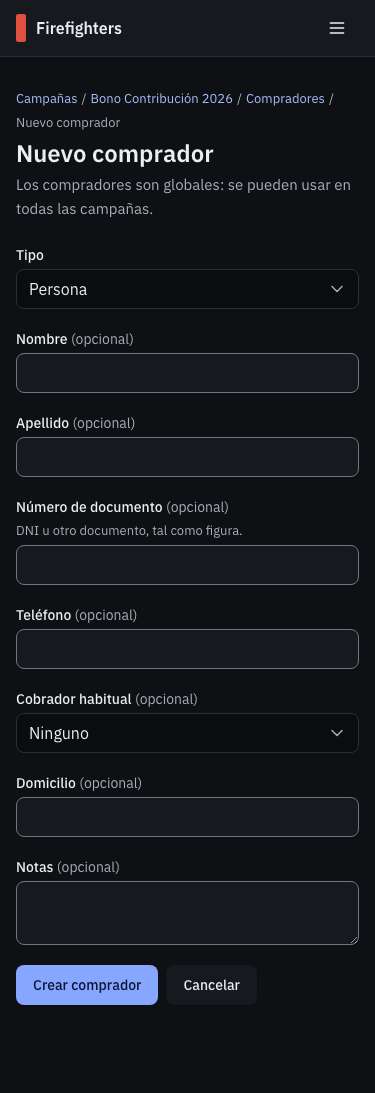 Firefighters
Campañas / Bono Contribución 2026 / Compradores /
Nuevo comprador
Nuevo comprador
Los compradores son globales: se pueden usar en
todas las campañas.
Tipo
Persona
Nombre (opcional)
Apellido (opcional)
Número de documento (opcional)
DNI u otro documento, tal como figura.
Teléfono (opcional)
Cobrador habitual (opcional)
Ninguno
Domicilio (opcional)
Notas (opcional)
Crear comprador
Cancelar